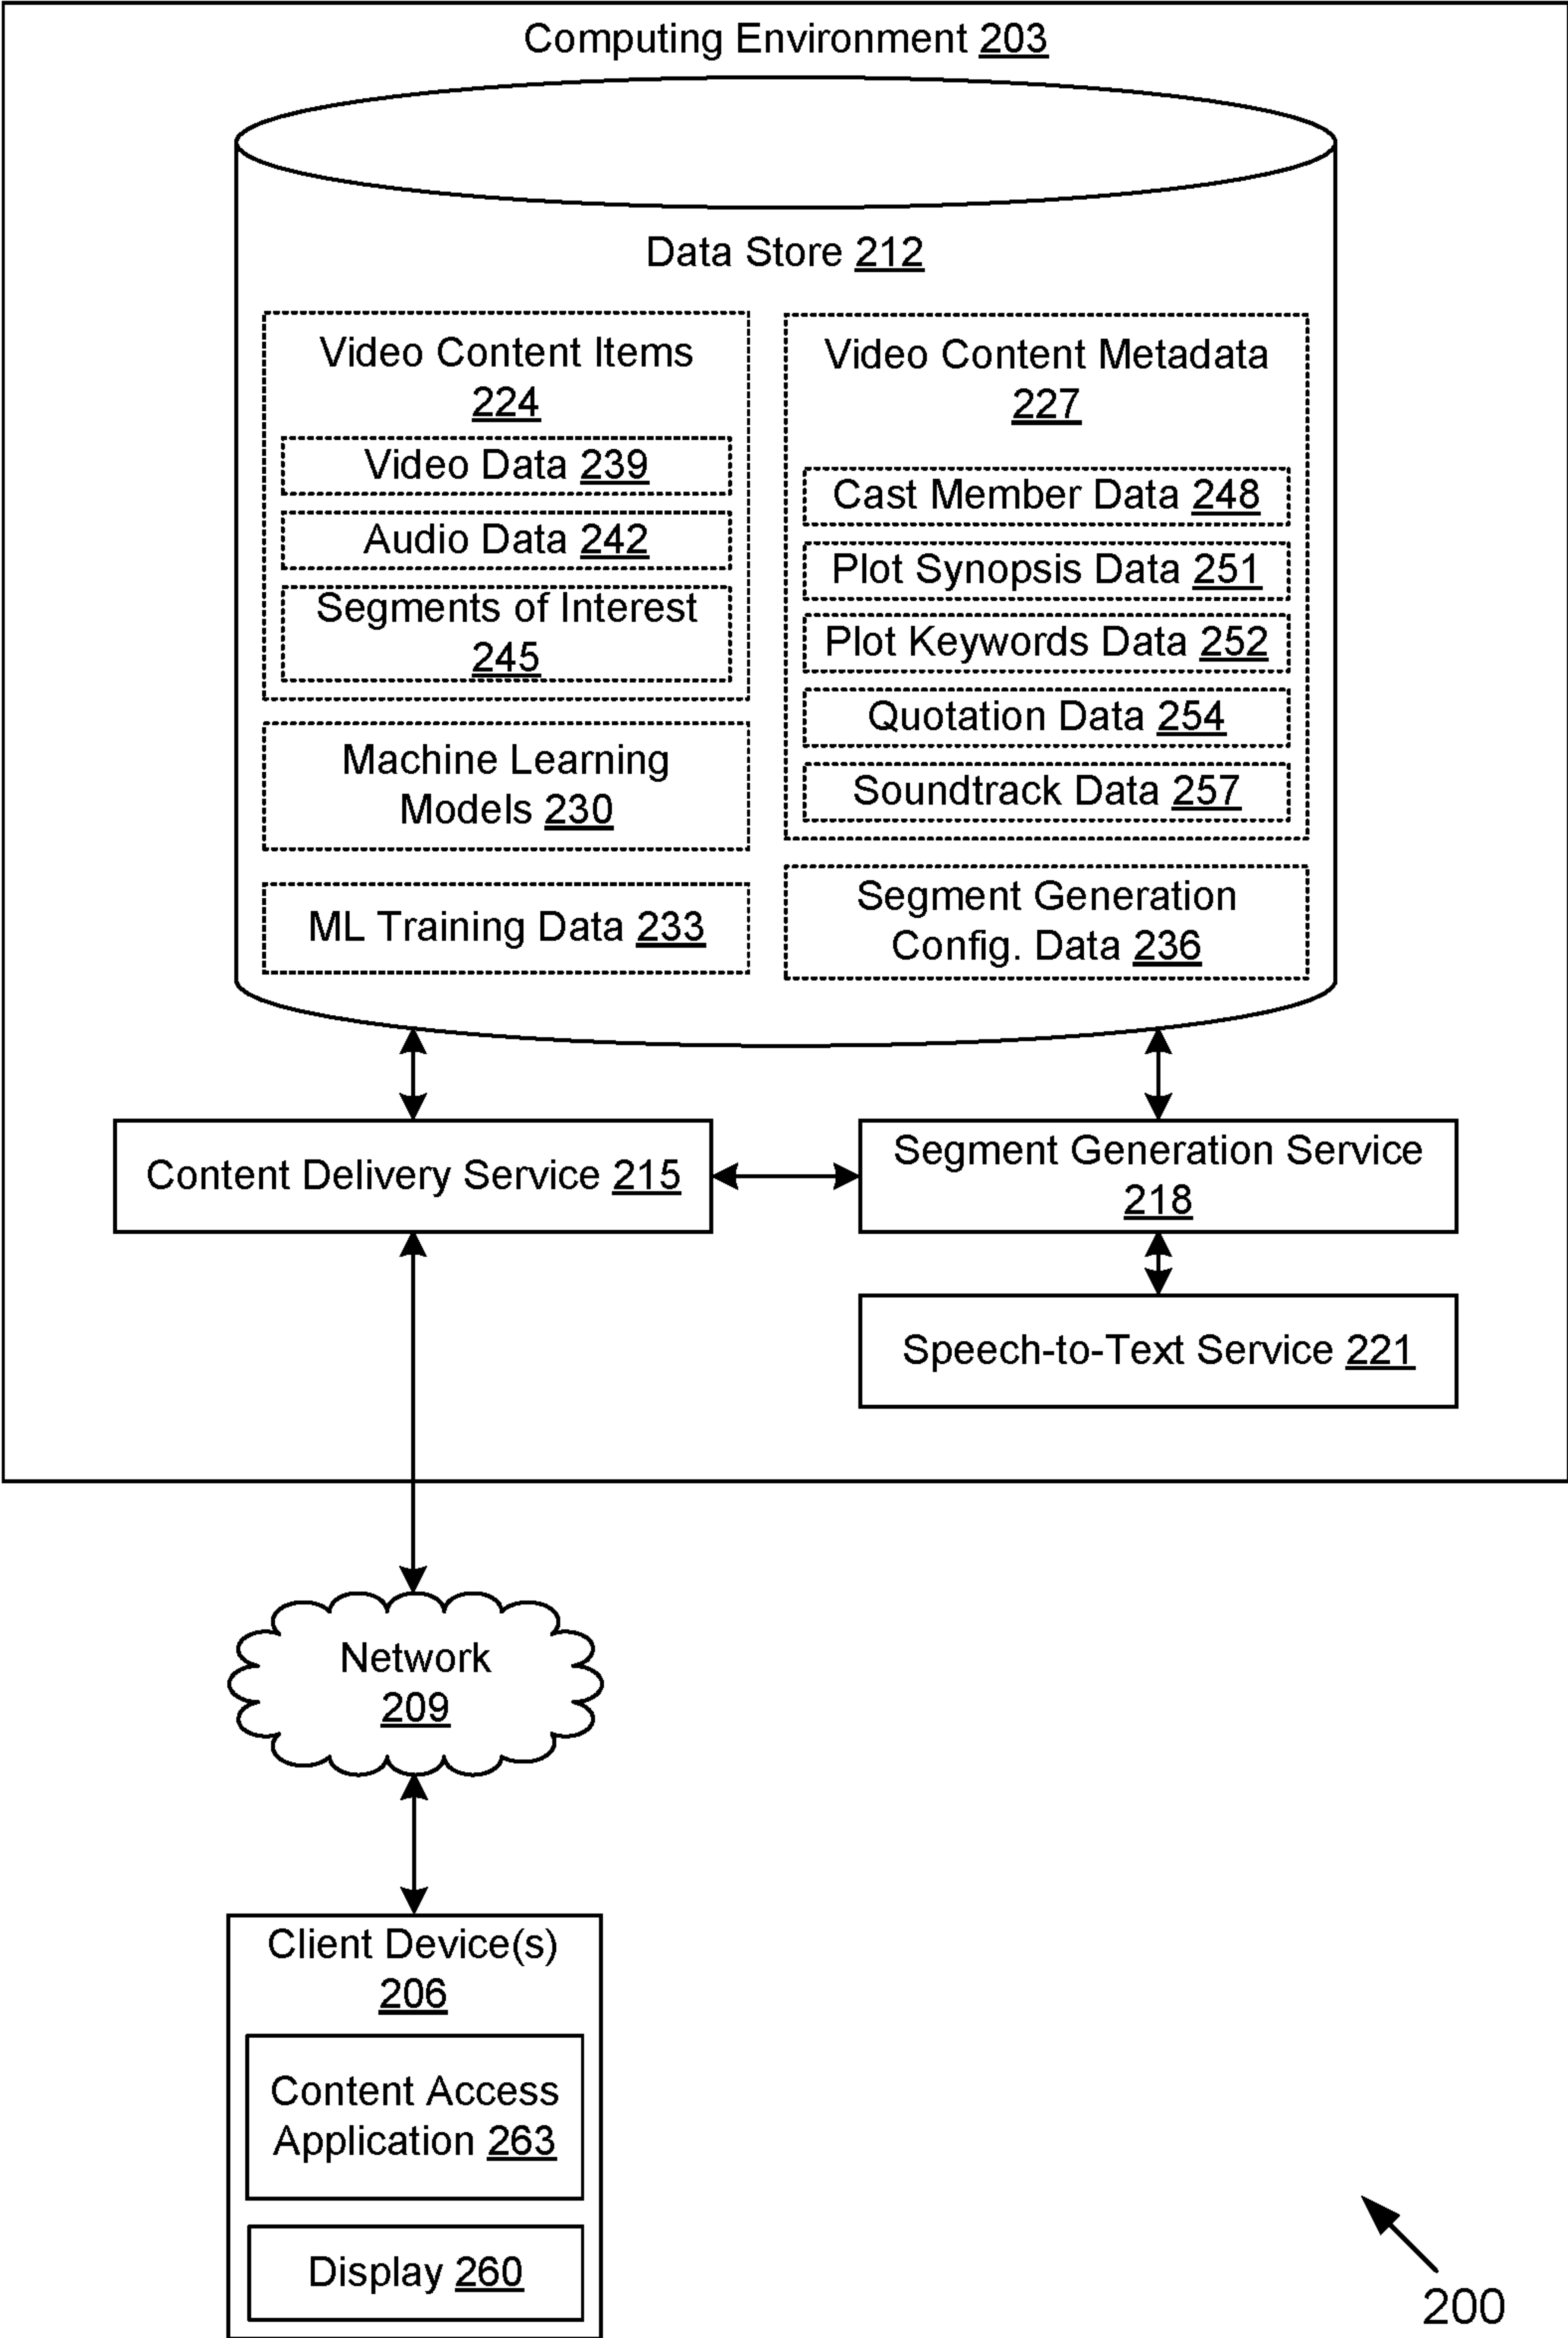 Computing Environment 203
Data Store 212
Video Content Items
224
Video Data 239
Audio Data 242
Segments of Interest
245
Machine Learning
Models 230
ML Training Data 233
Video Content Metadata
227
Cast Member Data 248
Plot Synopsis Data 251
Plot Keywords Data 252
Quotation Data 254
Soundtrack Data 257
Segment Generation
Config. Data 236
Content Delivery Service 215
Segment Generation Service
218
Speech-to-Text Service 221
Network
209
Client Device(s)
206
Content Access
Application 263
Display 260
200